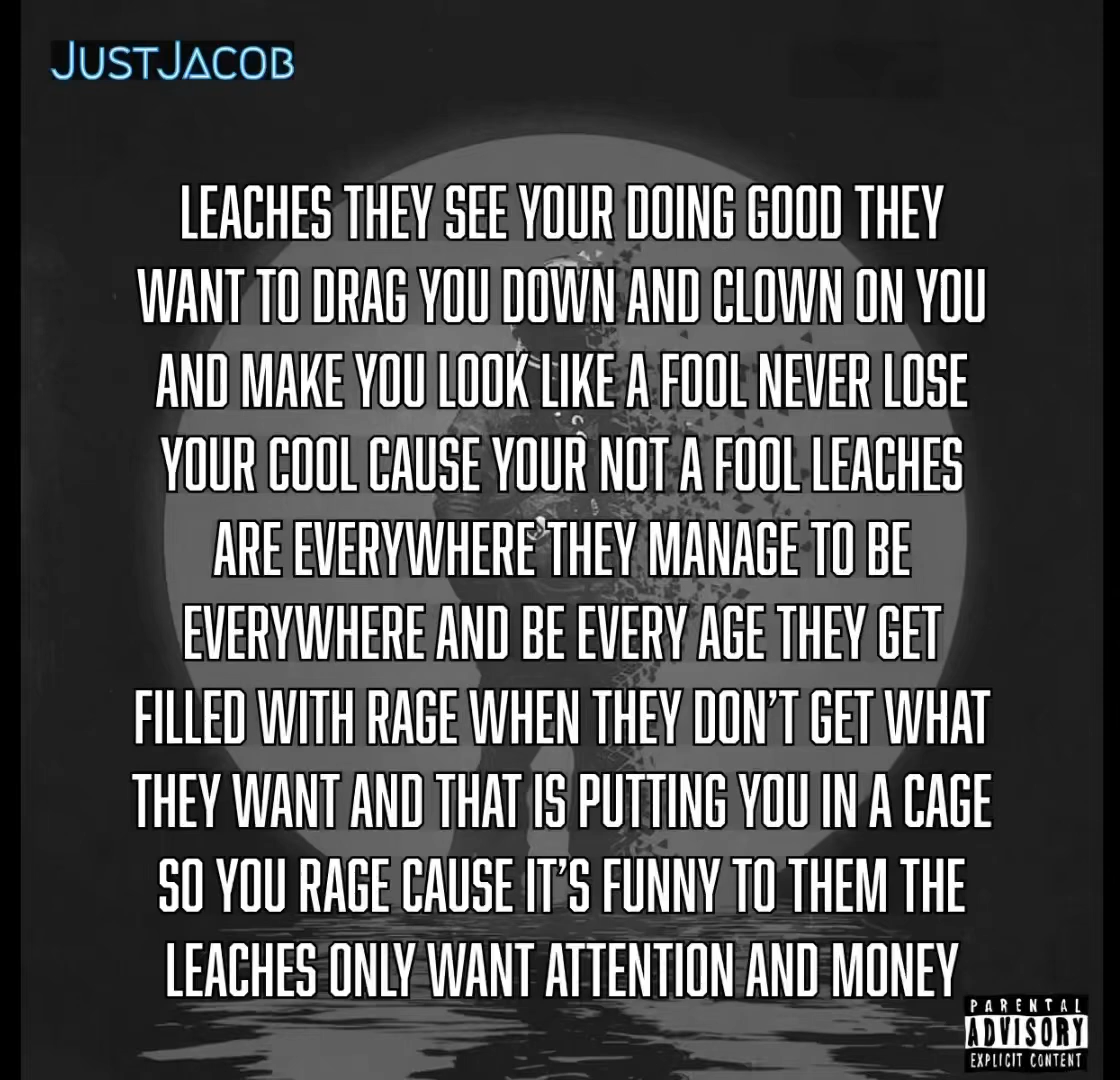 JUSTJACOB
LEACHES THEY SEE YOUR DOING GOOD THEY
WANT TO DRAG YOU DOWN AND CLOWN ON YOU
AND MAKE YOU LOOK LIKE A FOOL NEVER LOSE
YOUR COOL CAUSE YOUR NOT A FOOL LEACHES
ARE EVERYWHERE THEY MANAGE TO BE
EVERYWHERE AND BE EVERY AGE THEY GET
FILLED WITH RAGE WHEN THEY DON'T GET WHAT
THEY WANT AND THAT IS PUTTING YOU IN A CAGE
SO YOU RAGE CAUSE IT'S FUNNY TO THEM THE
LEACHES ONLY WANT ATTENTION AND MONEY
PARENTAL
ADVISORY
EXPLICIT CONTENT